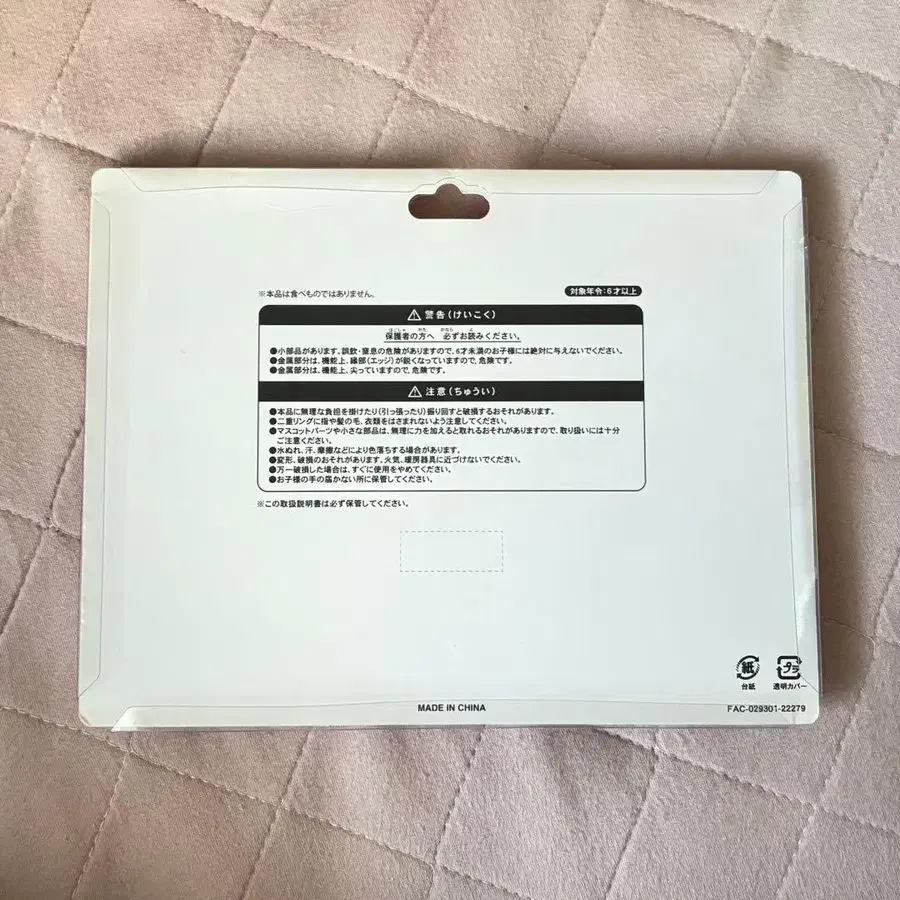 ※本品は食べものではありません。
対象年令:6才以上
⚠警告(けいこく)
保護者の方へ 必ずお読みください。
●小部品があります。誤飲・窒息の危険がありますので、6才未満のお子様には絶対に与えないでください。
●金属部分は、機能上、縁部(エッジ)が鋭くなっていますので、危険です。
●金属部分は、機能上、尖っていますので、危険です。
⚠注意(ちゅうい)
●本品に無理な負担を掛けたり(引っ張ったり)振り回すと破損するおそれがあります。
●二重リングに指や髪の毛、衣類をはさまれないよう注意してください。
●マスコットパーツや小さな部品は、無理に力を加えると取れるおそれがありますので、取り扱いには十分
ご注意ください。
●水ぬれ、汗、摩擦などにより色落ちする場合があります。
●変形、破損のおそれがあります。火気、暖房器具に近づけないでください。
●万一破損した場合は、すぐに使用をやめてください。
●お子様の手の届かない所に保管してください。
※この取扱説明書は必ず保管してください。
紙
台紙
プラ
透明カバー
MADE IN CHINA
FAC-029301-22279